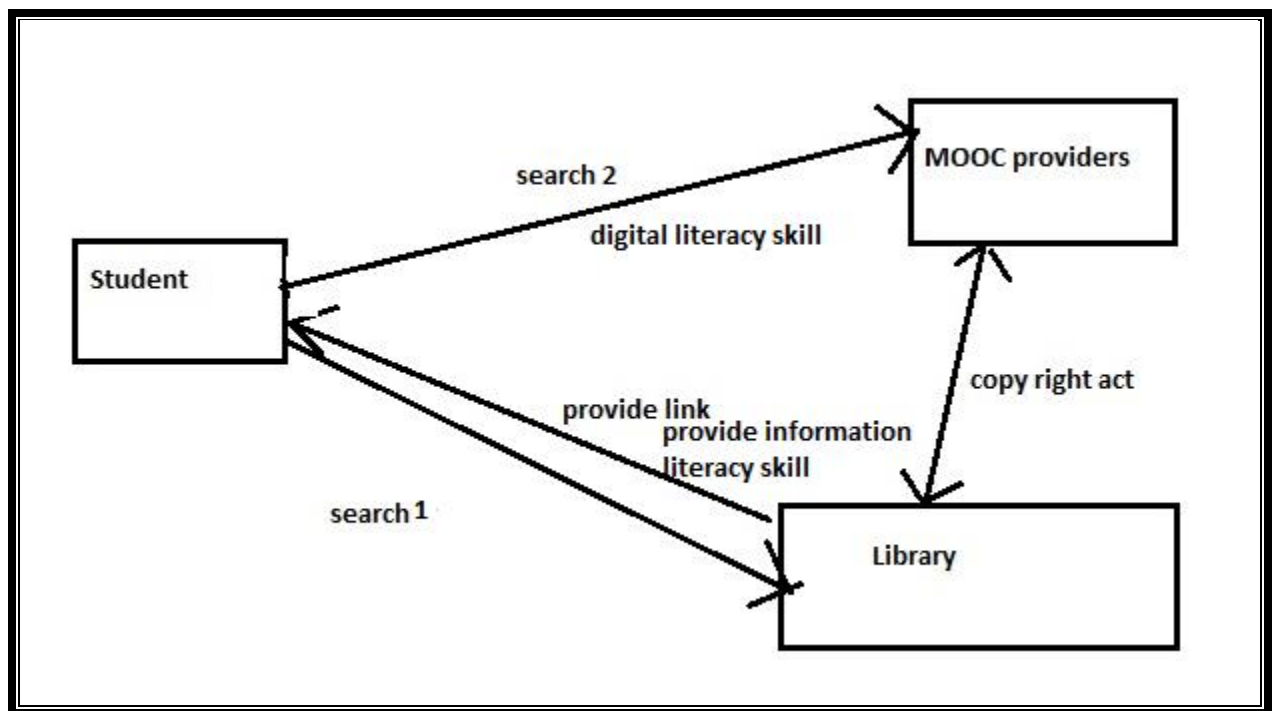 MOOC providers
search 2
digital literacy skill
Student
copy right act
provide link
provide information
literacy skill
search 1
Library